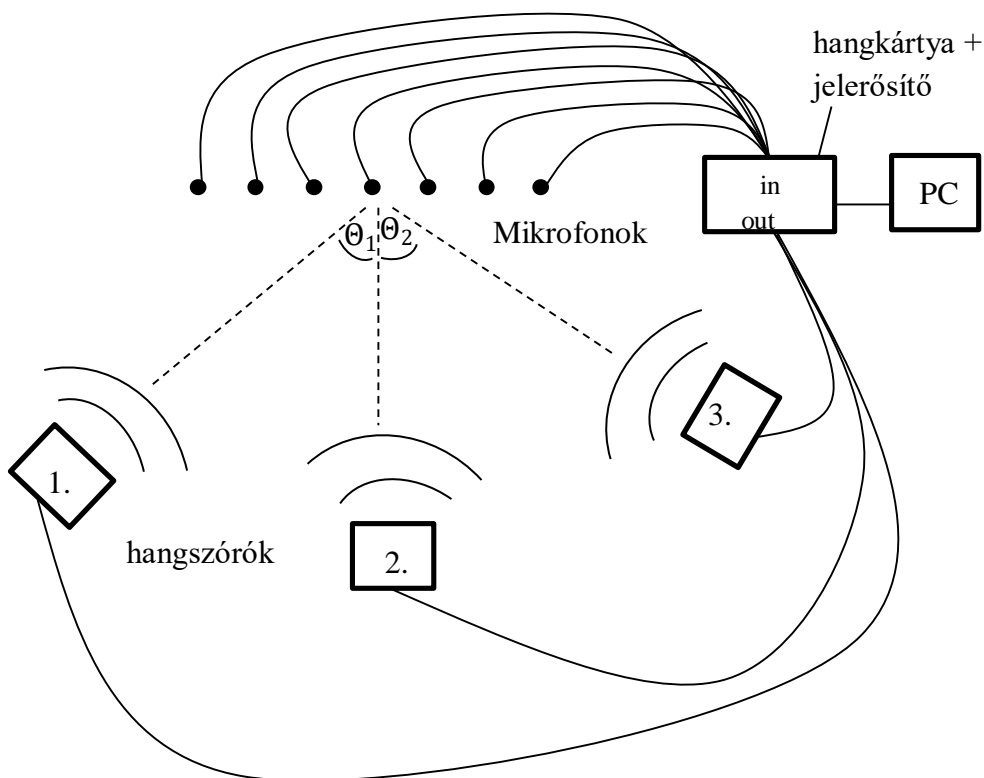 hangkártya +
jelerősítő
in
out
PC
Θ₁
Θ₂
Mikrofonok
3.
1.
hangszórók
2.